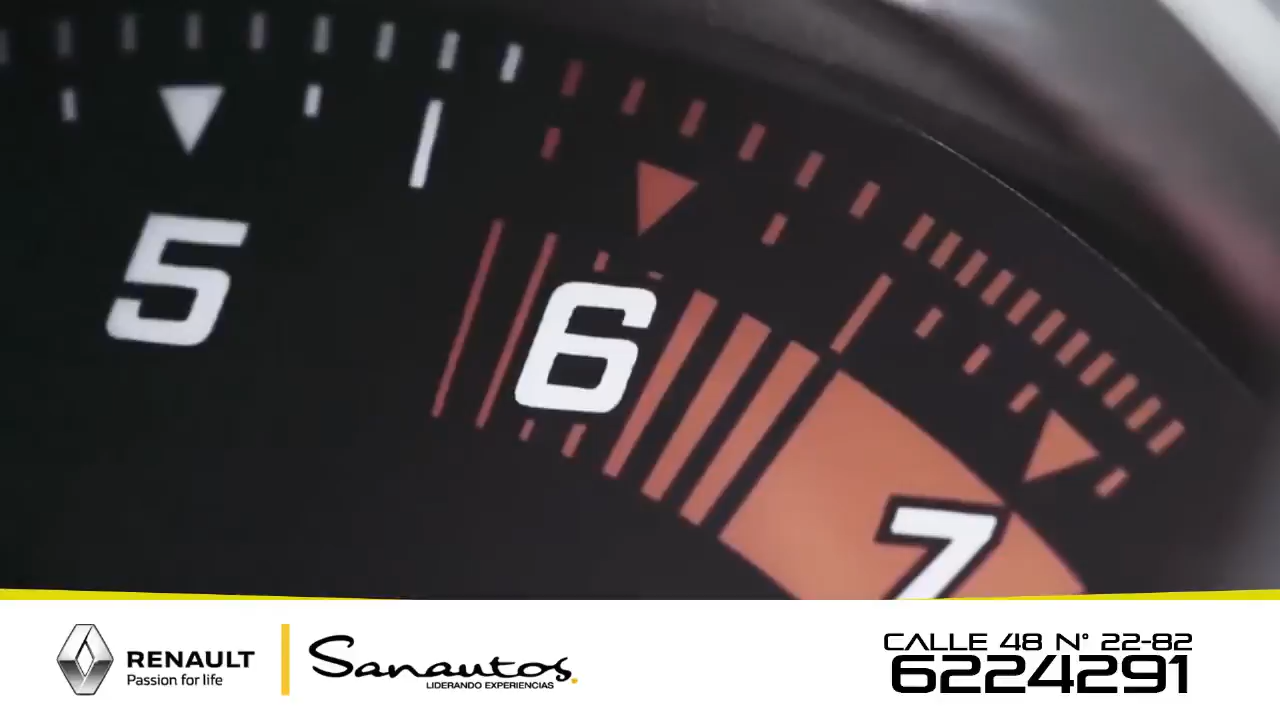 5
6
7
RENAULT
Passion for life
Sanautos
LIDERANDO EXPERIENCIAS
CALLE 48 N° 22-82
6224291